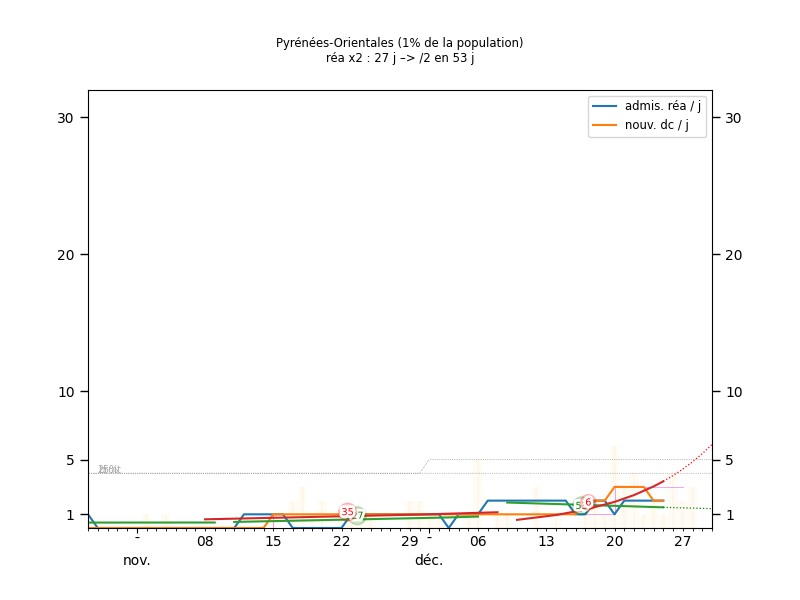 Pyrénées-Orientales (1% de la population)
réa x2 : 27 j –> /2 en 53 j
admis. réa / j
nouv. dc / j
30
30
20
20
10
10
5
5
1
1
35
6
- 08 15 22 29 - 06 13 20 27
nov. déc.